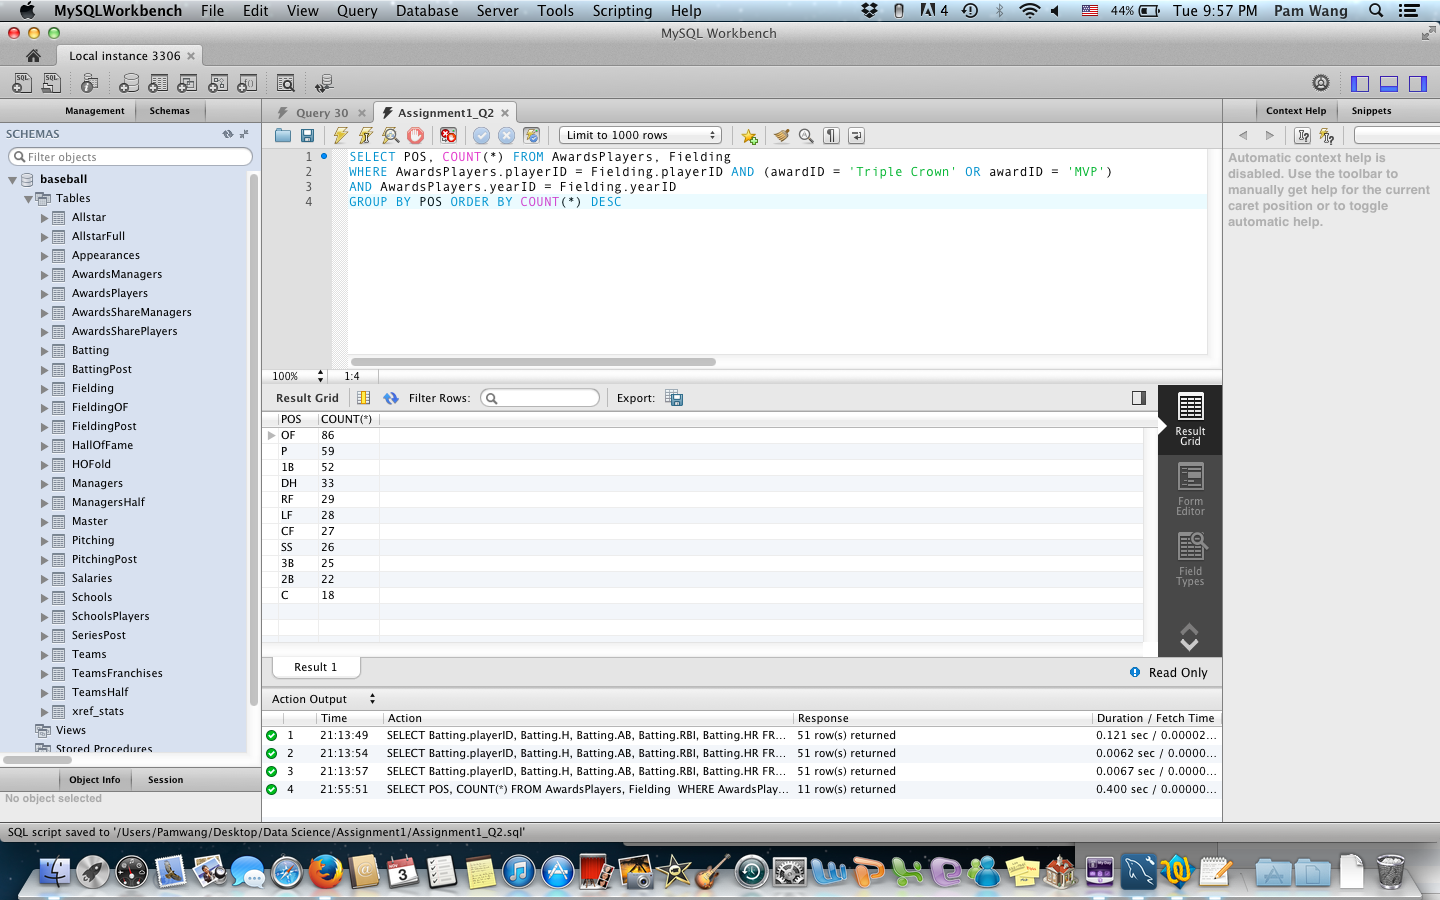 MySQLWorkbench File Edit View Query Database Server Tools Scripting Help 4 44% Tue 9:57 PM Pam Wang
MySQL Workbench
Local instance 3306
Management Schemas
Query 30 Assignment1_Q2
Context Help Snippets
SCHEMAS
Limit to 1000 rows
Filter objects
baseball
Tables
Allstar
AllstarFull
Appearances
AwardsManagers
AwardsPlayers
AwardsShareManagers
AwardsSharePlayers
Batting
BattingPost
Fielding
FieldingOF
FieldingPost
HallOfFame
HOFold
Managers
ManagersHalf
Master
Pitching
PitchingPost
Salaries
Schools
SchoolsPlayers
SeriesPost
Teams
TeamsFranchises
TeamsHalf
xref_stats
Views
Stored Procedures
Object Info Session
No object selected
1 SELECT POS, COUNT(*) FROM AwardsPlayers, Fielding
2 WHERE AwardsPlayers.playerID = Fielding.playerID AND (awardID = 'Triple Crown' OR awardID = 'MVP')
3 AND AwardsPlayers.yearID = Fielding.yearID
4 GROUP BY POS ORDER BY COUNT(*) DESC
100% 1:4
Result Grid Filter Rows: Export:
POS COUNT(*)
OF 86
P 59
1B 52
DH 33
RF 29
LF 28
CF 27
SS 26
3B 25
2B 22
C 18
Result
Grid
Form
Editor
Field
Types
Result 1 Read Only
Action Output
Time Action Response Duration / Fetch Time
1 21:13:49 SELECT Batting.playerID, Batting.H, Batting.AB, Batting.RBI, Batting.HR FR... 51 row(s) returned 0.121 sec / 0.00002...
2 21:13:54 SELECT Batting.playerID, Batting.H, Batting.AB, Batting.RBI, Batting.HR FR... 51 row(s) returned 0.0062 sec / 0.0000...
3 21:13:57 SELECT Batting.playerID, Batting.H, Batting.AB, Batting.RBI, Batting.HR FR... 51 row(s) returned 0.0067 sec / 0.0000...
4 21:55:51 SELECT POS, COUNT(*) FROM AwardsPlayers, Fielding WHERE AwardsPlay... 11 row(s) returned 0.400 sec / 0.00000...
Automatic context help is
disabled. Use the toolbar to
manually get help for the current
caret position or to toggle
automatic help.
SQL script saved to '/Users/Pamwang/Desktop/Data Science/Assignment1/Assignment1_Q2.sql'
3